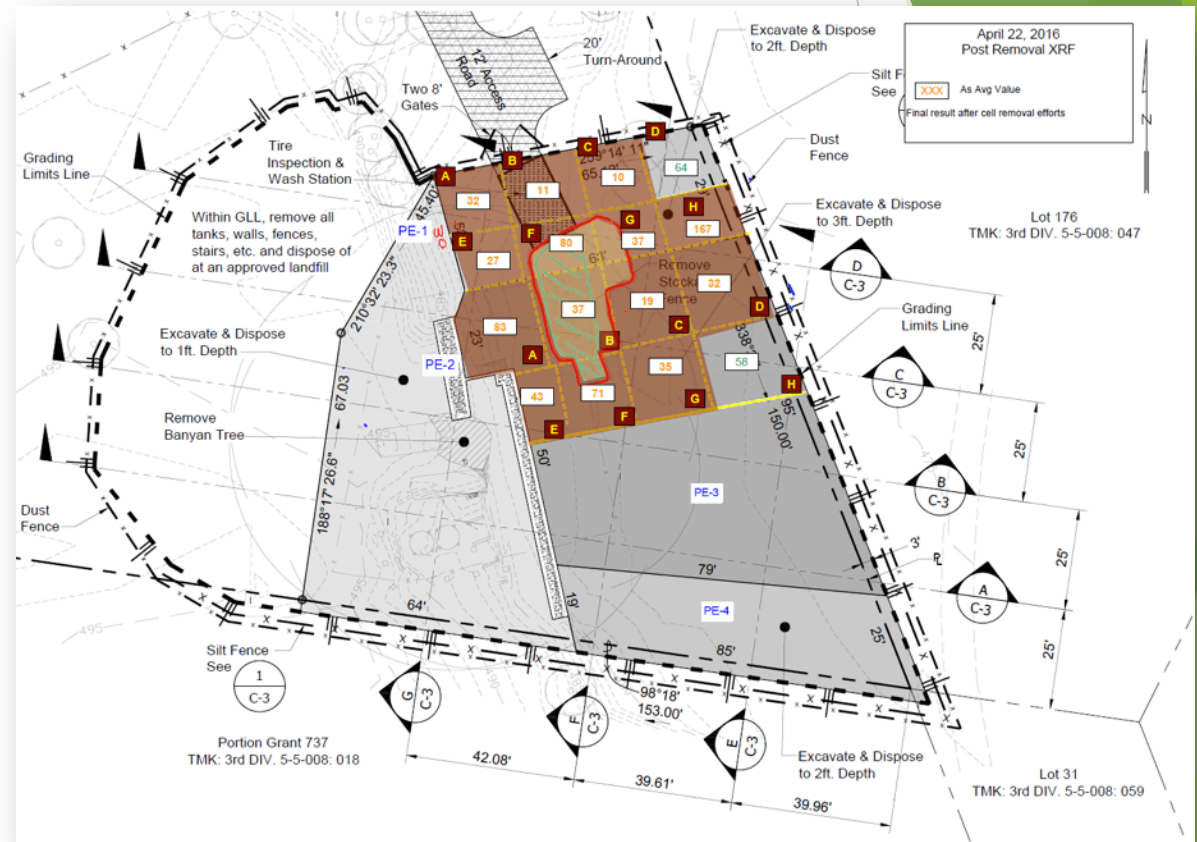 April 22, 2016
Post Removal XRF
XXX As Avg Value
Final result after cell removal efforts
N
20'
Turn-Around
12' Access
Road
Two 8'
Gates
Excavate & Dispose
to 2ft. Depth
See
Dust
Fence
Grading
Limits Line
Tire
Inspection &
Wash Station
Within GLL, remove all
tanks, walls, fences,
stairs, etc. and dispose of
at an approved landfill
Excavate & Dispose
to 3ft. Depth
Lot 176
TMK: 3rd DIV. 5-5-008: 047
A
B
C
D
32
11
10
64
45.40
PE-1
30
E
F
G
H
27
80
37
167
61'
Remove
83
37
19
32
23'
210°32' 23.3"
Excavate & Dispose
to 1ft. Depth
PE-2
A
B
C
D
43
71
35
58
E
F
G
H
67.03
Remove
Banyan Tree
188°17' 26.6"
50'
95'
150.00'
PE-3
79'
PE-4
19'
64'
85'
25'
3'
Grading
Limits Line
D
C-3
C
C-3
B
C-3
A
C-3
25'
25'
25'
Dust
Fence
495
495
490
Silt Fence
See
1
C-3
G
C-3
F
C-3
E
C-3
98°18'
153.00'
42.08'
39.61'
39.96'
Excavate & Dispose
to 2ft. Depth
Portion Grant 737
TMK: 3rd DIV. 5-5-008: 018
Lot 31
TMK: 3rd DIV. 5-5-008: 059